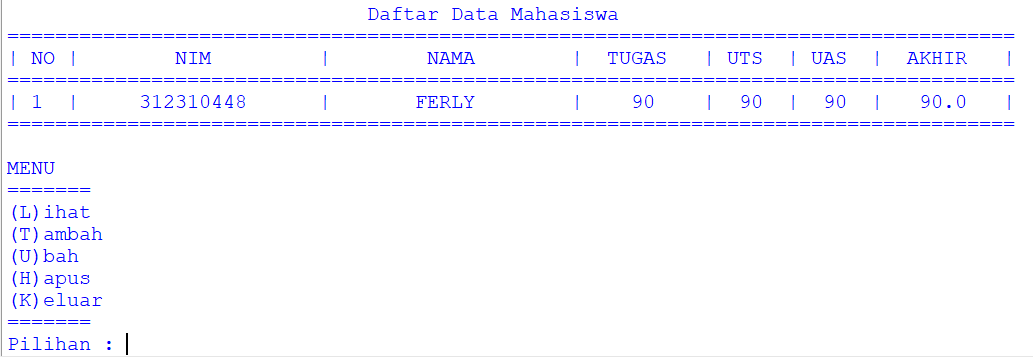 Daftar Data Mahasiswa
====================================================================================
| NO |        NIM         |        NAMA        |  TUGAS   | UTS  | UAS  |  AKHIR   |
====================================================================================
| 1  |     312310448      |       FERLY        |    90    |  90  |  90  |   90.0   |
====================================================================================
MENU
=======
(L)ihat
(T)ambah
(U)bah
(H)apus
(K)eluar
=======
Pilihan :